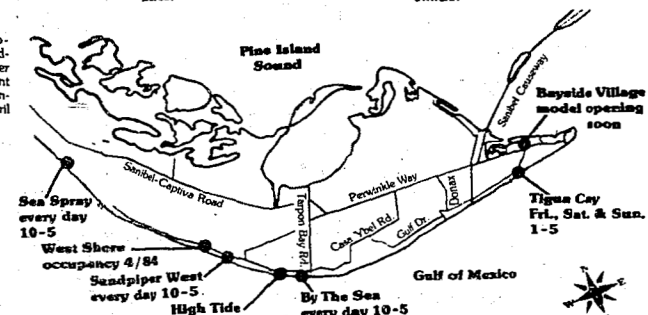 Pine Island
Sound
Sanibel Causeway
Bayside Village
model opening
soon
Sanibel-Captiva Road
Periwinkle Way
Donax
Tarpon Bay Rd.
Casa Ybel Rd.
Gulf Dr.
Sea Spray
every day
10-5
Tigua Cay
Fri., Sat. & Sun.
1-5
West Shore
occupancy 4/84
Sandpiper West
every day 10-5
High Tide
By The Sea
every day 10-5
Gulf of Mexico
N
E
S